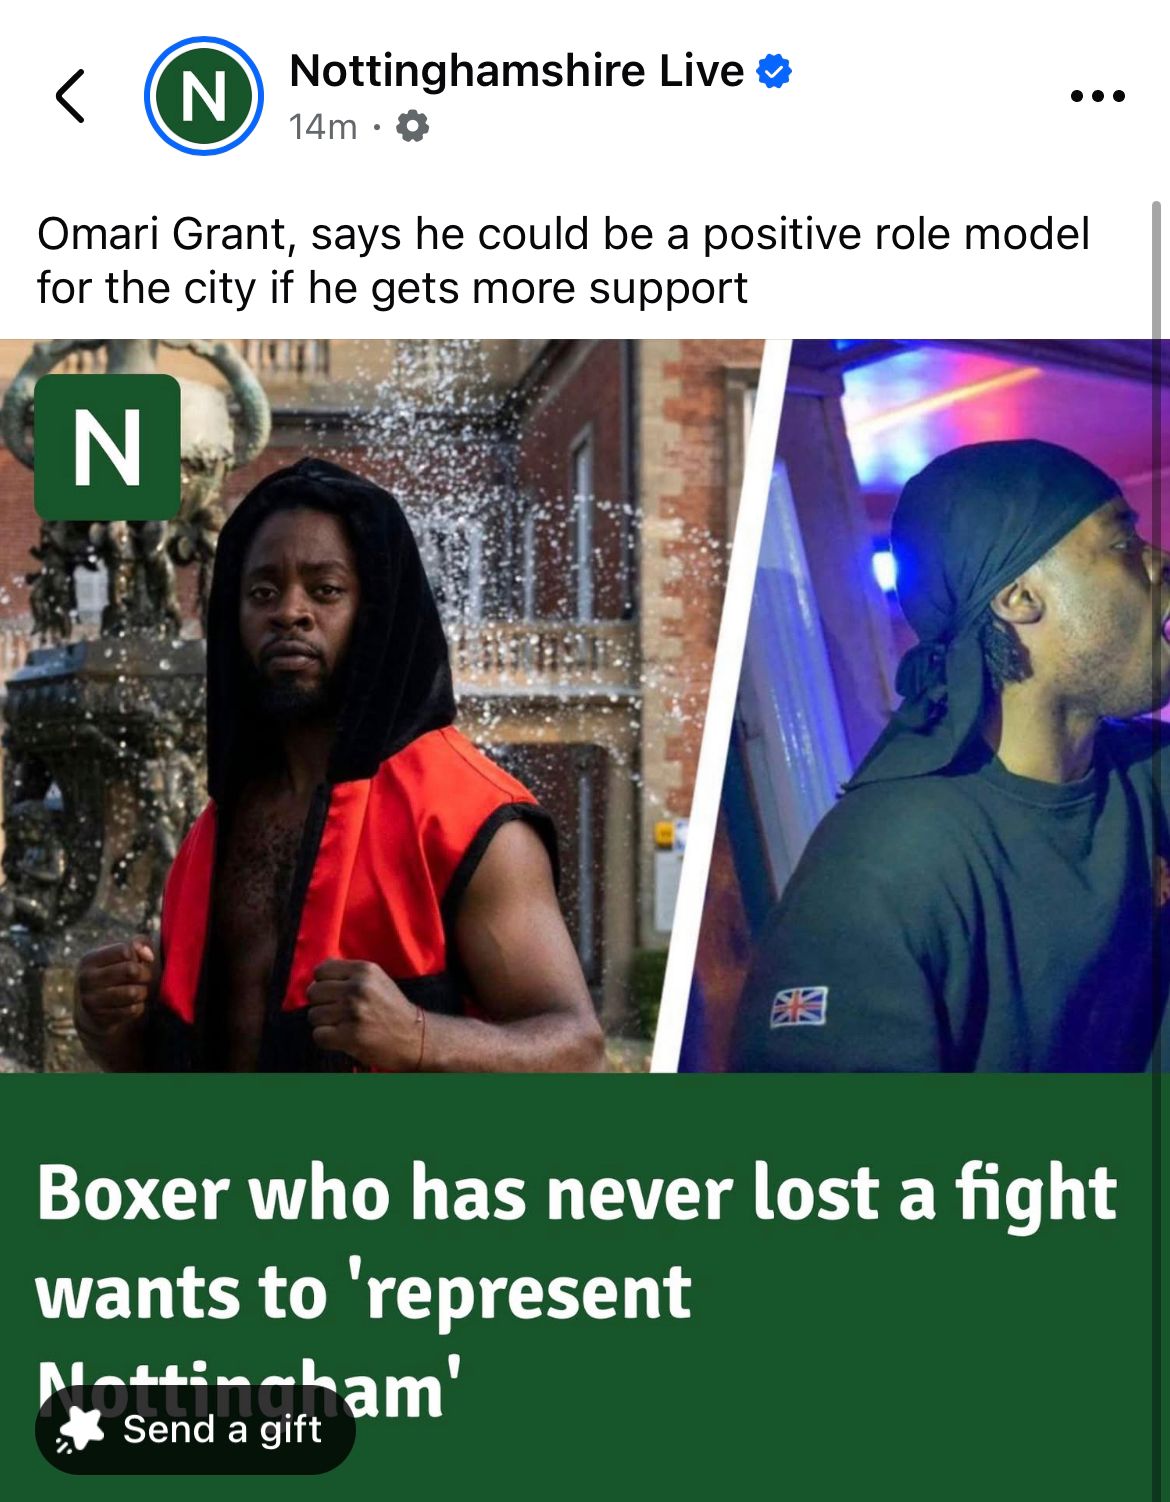 Nottinghamshire Live
14m ·
Omari Grant, says he could be a positive role model
for the city if he gets more support
N
N
Boxer who has never lost a fight
wants to 'represent
Nottingham'
Send a gift